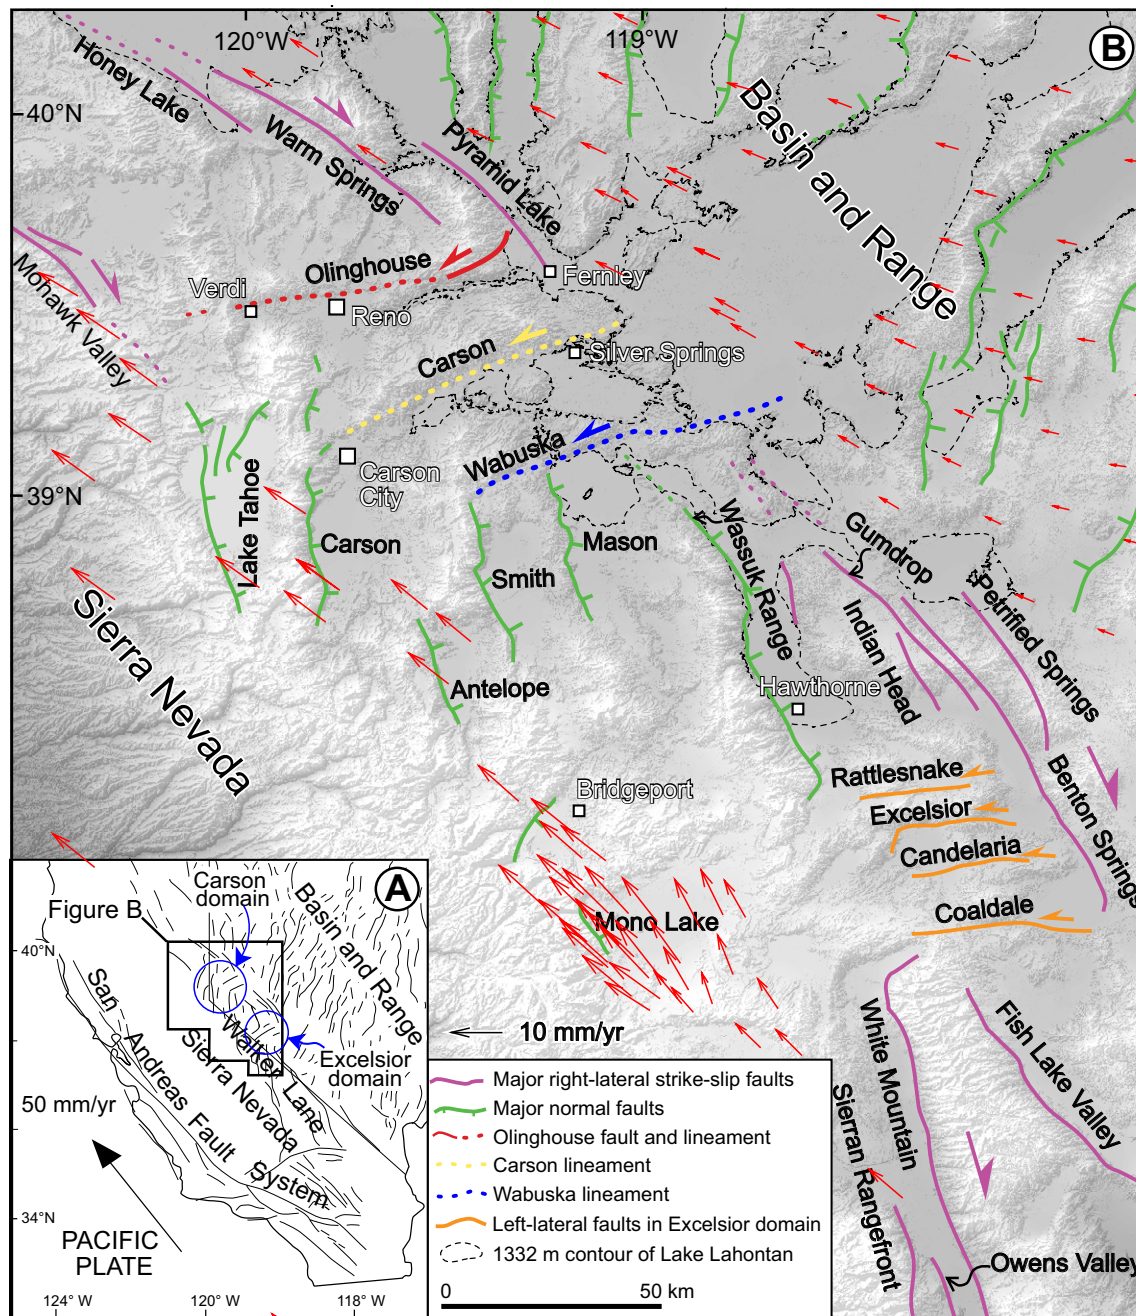 B
120°W
119°W
40°N
39°N
Honey Lake
Warm Springs
Pyramid Lake
Basin and Range
Olinghouse
Fernley
Verdi
Reno
Mohawk Valley
Carson
Silver Springs
Wabuska
Carson
City
Lake Tahoe
Carson
Smith
Mason
Wassuk Range
Gumdrop
Petrified Springs
Indian Head
Sierra Nevada
Antelope
Hawthorne
Benton Springs
Rattlesnake
Excelsior
Candelaria
Coaldale
Bridgeport
Mono Lake
10 mm/yr
White Mountain
Fish Lake Valley
Sierran Rangefront
Owens Valley
A
Carson
domain
Figure B
40°N
Basin and Range
San Andreas Fault System
Walker Lane
Sierra Nevada
Excelsior
domain
50 mm/yr
34°N
PACIFIC
PLATE
124° W
120° W
118° W
Major right-lateral strike-slip faults
Major normal faults
Olinghouse fault and lineament
Carson lineament
Wabuska lineament
Left-lateral faults in Excelsior domain
1332 m contour of Lake Lahontan
0
50 km